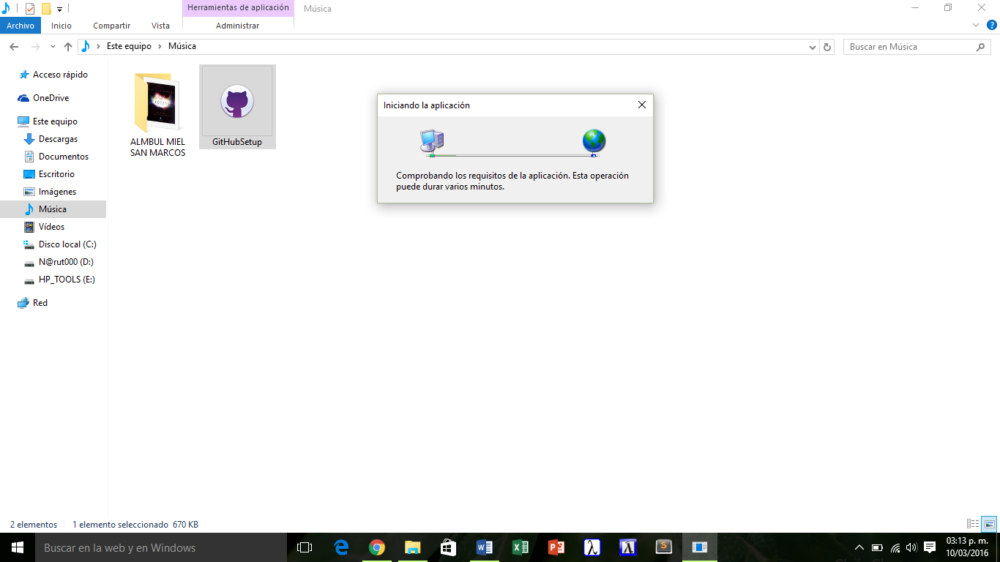 Herramientas de aplicación
Música
Archivo
Inicio
Compartir
Vista
Administrar
Este equipo
Música
Buscar en Música
Acceso rápido
OneDrive
Este equipo
Descargas
Documentos
Escritorio
Imágenes
Música
Vídeos
Disco local (C:)
N@rut000 (D:)
HP_TOOLS (E:)
Red
ALMBUL MIEL
SAN MARCOS
GitHubSetup
Iniciando la aplicación
Comprobando los requisitos de la aplicación. Esta operación
puede durar varios minutos.
2 elementos
1 elemento seleccionado 670 KB
Buscar en la web y en Windows
03:13 p. m.
10/03/2016